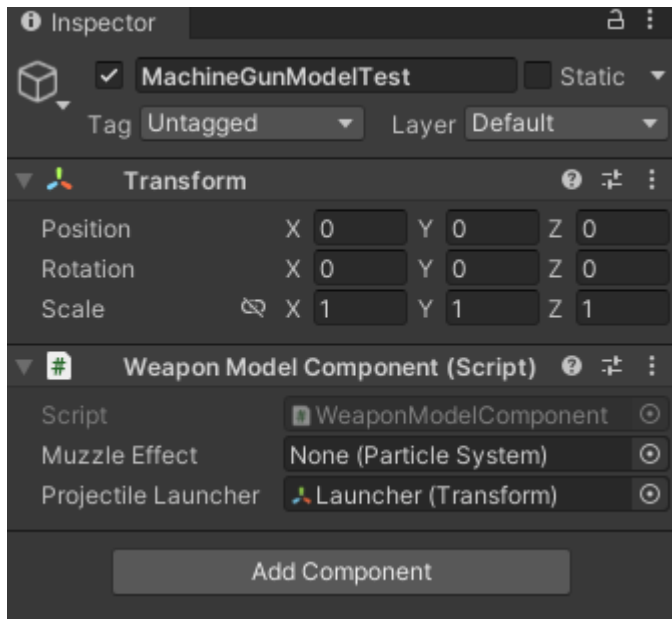 Inspector
MachineGunModelTest Static
Tag Untagged Layer Default
Transform
Position X 0 Y 0 Z 0
Rotation X 0 Y 0 Z 0
Scale X 1 Y 1 Z 1
# Weapon Model Component (Script)
Script # WeaponModelComponent
Muzzle Effect None (Particle System)
Projectile Launcher Launcher (Transform)
Add Component